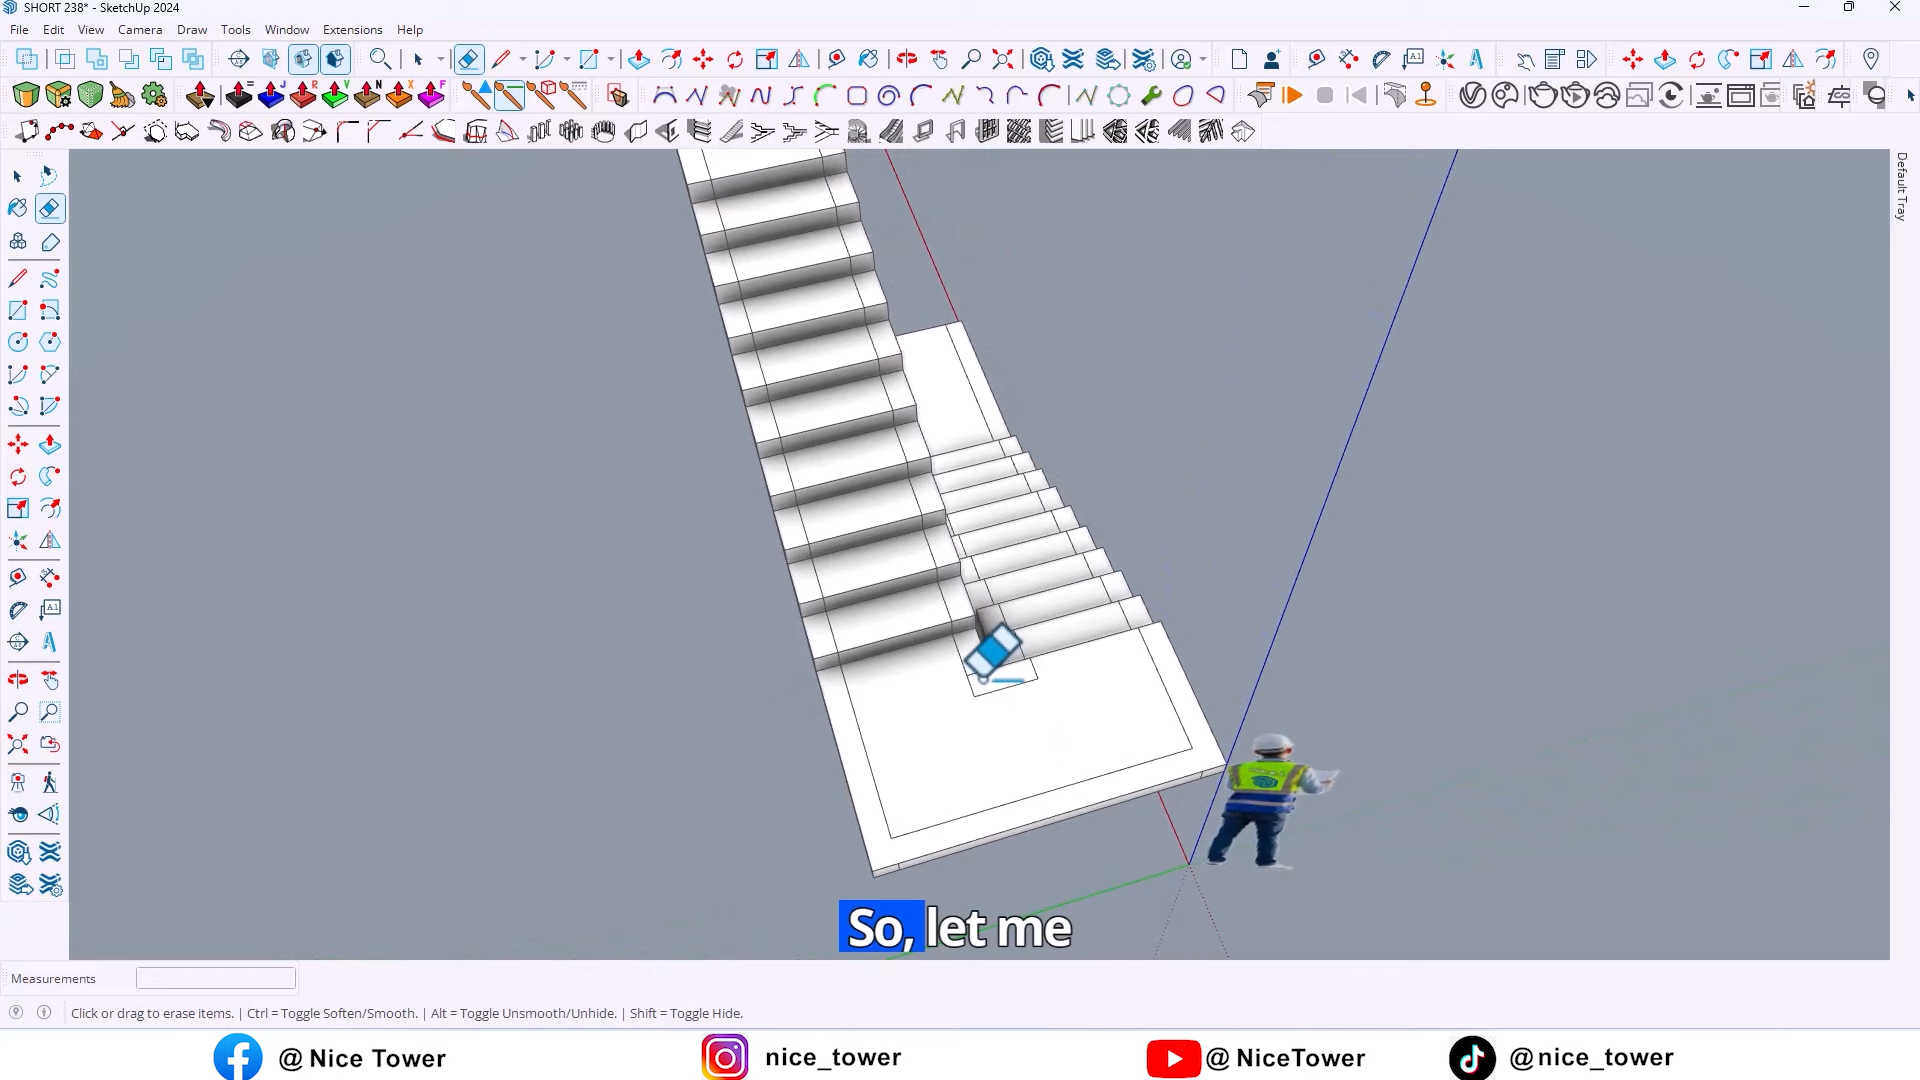 SHORT 238* - SketchUp 2024
File Edit View Camera Draw Tools Window Extensions Help
Default Tray
So, let me
Measurements
Click or drag to erase items. | Ctrl = Toggle Soften/Smooth. | Alt = Toggle Unsmooth/Unhide. | Shift = Toggle Hide.
@ Nice Tower nice_tower @ NiceTower @nice_tower